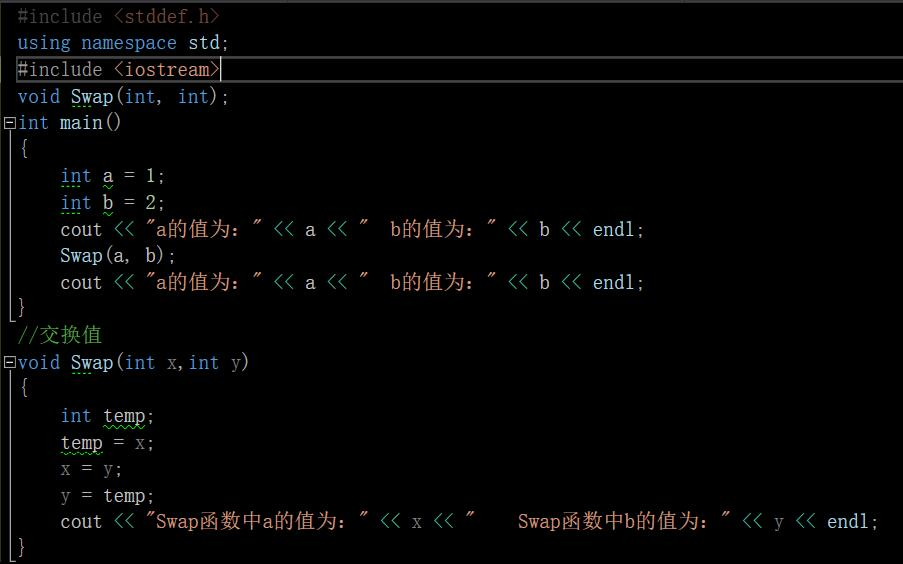 #include <stddef.h>
using namespace std;
#include <iostream>
void Swap(int, int);
int main()
{
    int a = 1;
    int b = 2;
    cout << "a的值为：" << a << "  b的值为：" << b << endl;
    Swap(a, b);
    cout << "a的值为：" << a << "  b的值为：" << b << endl;
}
//交换值
void Swap(int x,int y)
{
    int temp;
    temp = x;
    x = y;
    y = temp;
    cout << "Swap函数中a的值为：" << x << "    Swap函数中b的值为：" << y << endl;
}